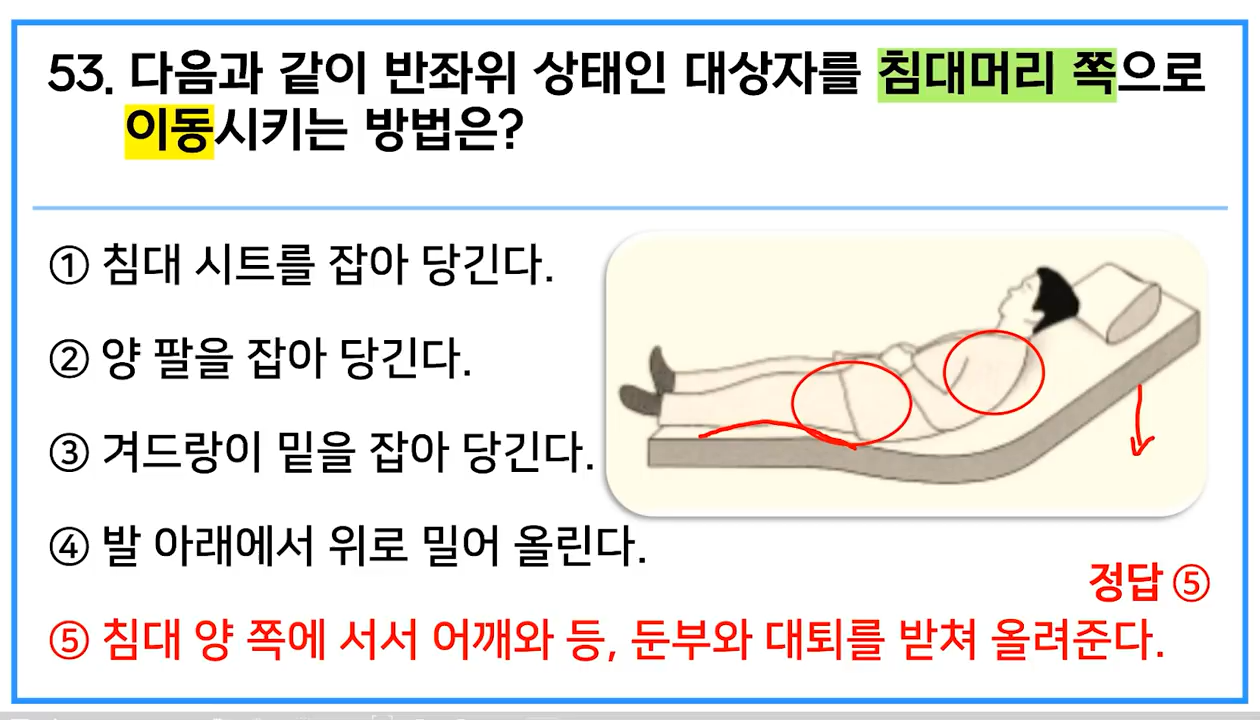 53. 다음과 같이 반좌위 상태인 대상자를 침대머리 쪽으로
이동시키는 방법은?
① 침대 시트를 잡아 당긴다.
② 양 팔을 잡아 당긴다.
③ 겨드랑이 밑을 잡아 당긴다.
④ 발 아래에서 위로 밀어 올린다.
정답 ⑤
⑤ 침대 양 쪽에 서서 어깨와 등, 둔부와 대퇴를 받쳐 올려준다.